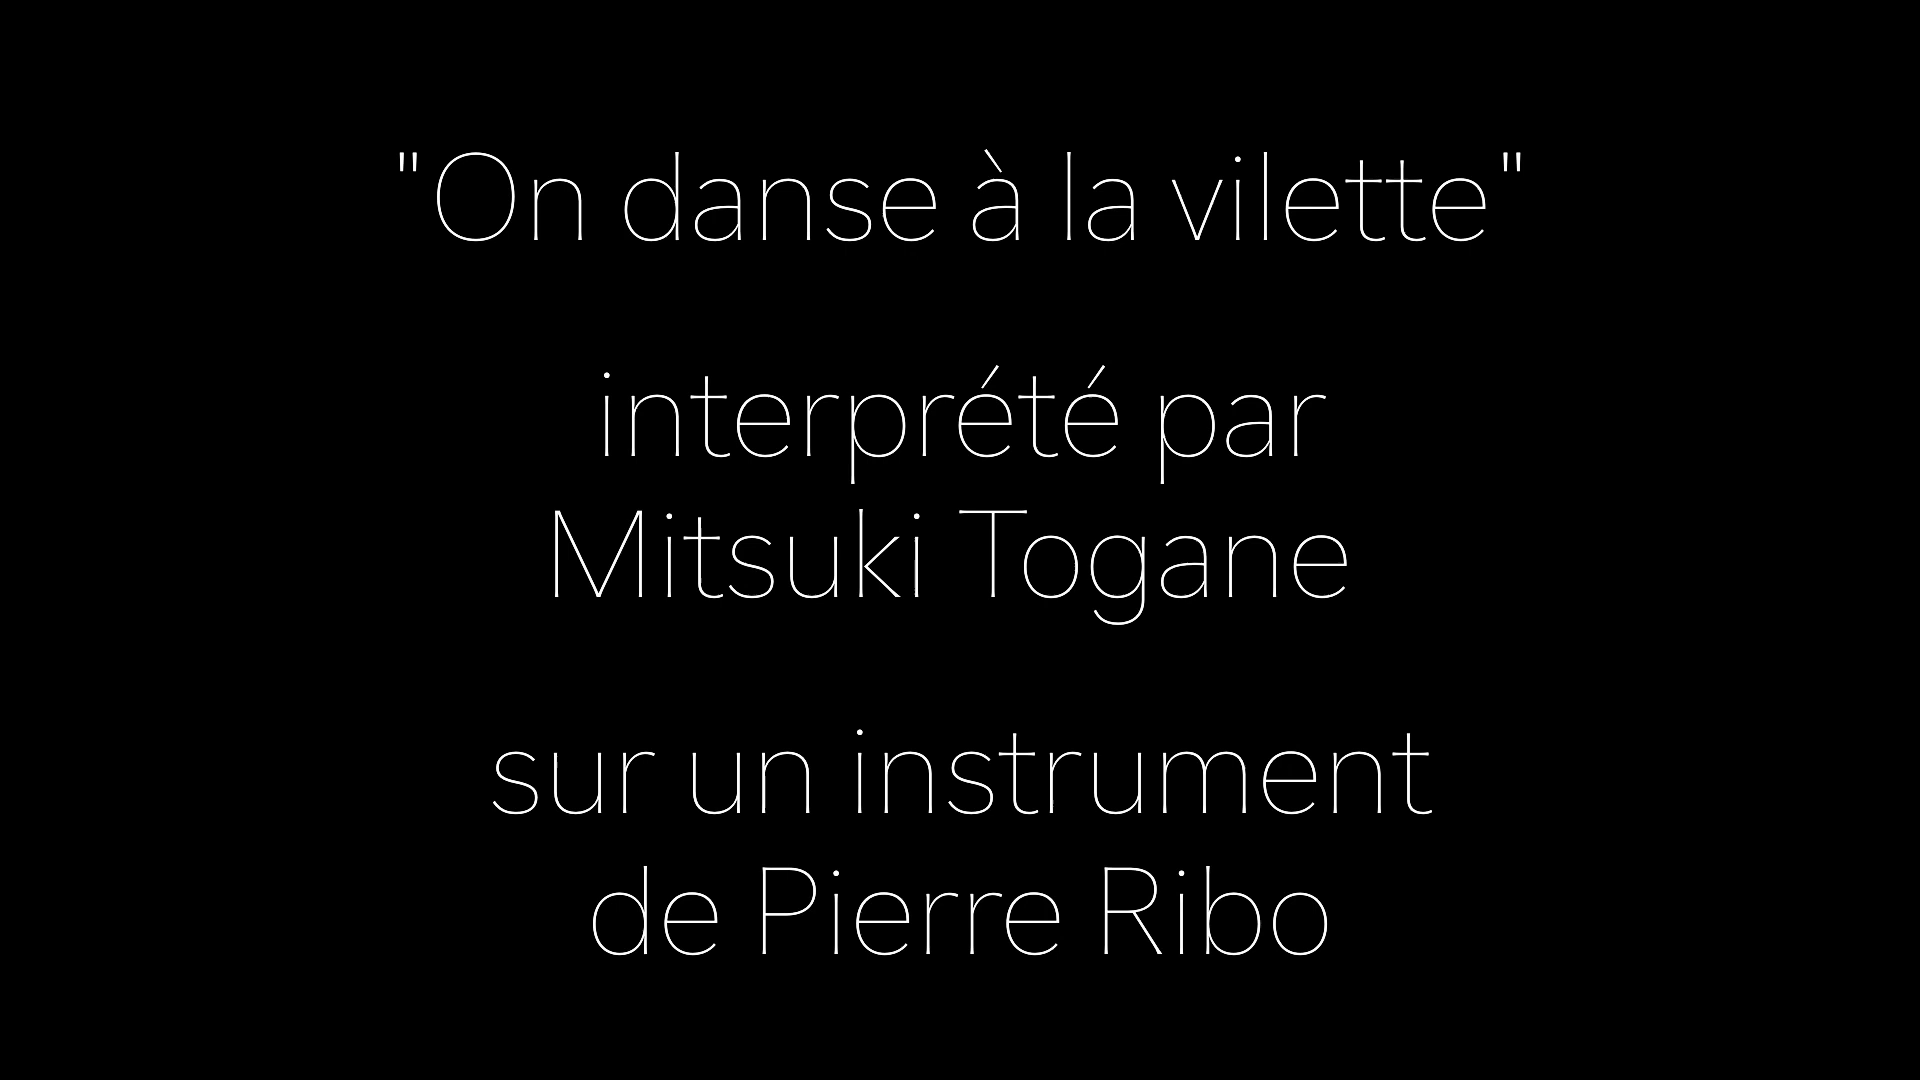 "On danse à la vilette"
interprété par
Mitsuki Togane
sur un instrument
de Pierre Ribo